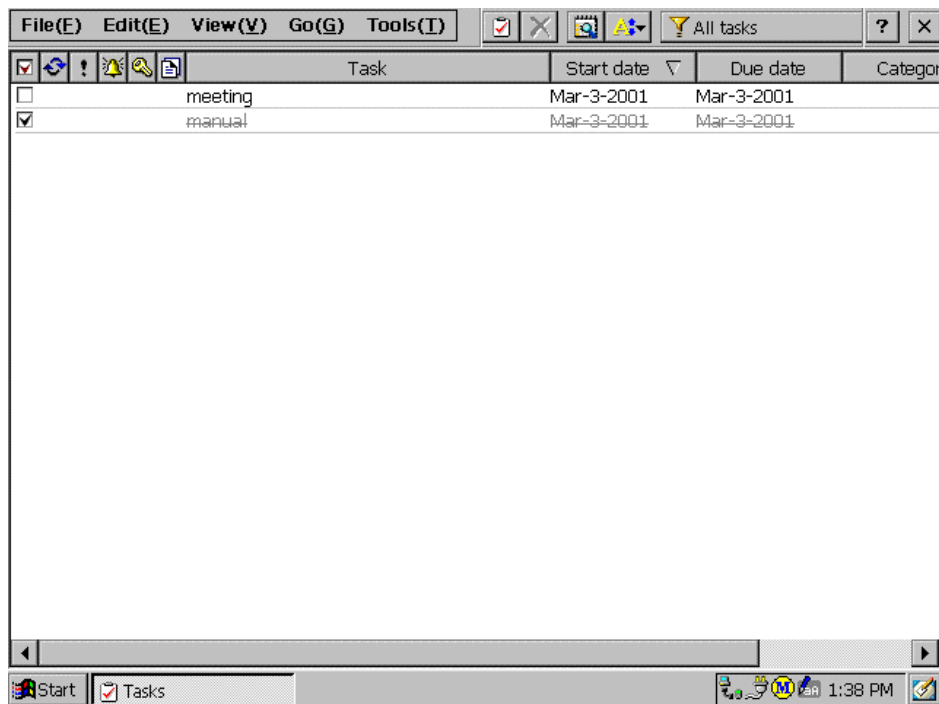 File(F) Edit(E) View(V) Go(G) Tools(T) All tasks ? ×
! Task Start date Due date Categor
meeting Mar-3-2001 Mar-3-2001
manual Mar-3-2001 Mar-3-2001
Start Tasks M 1:38 PM